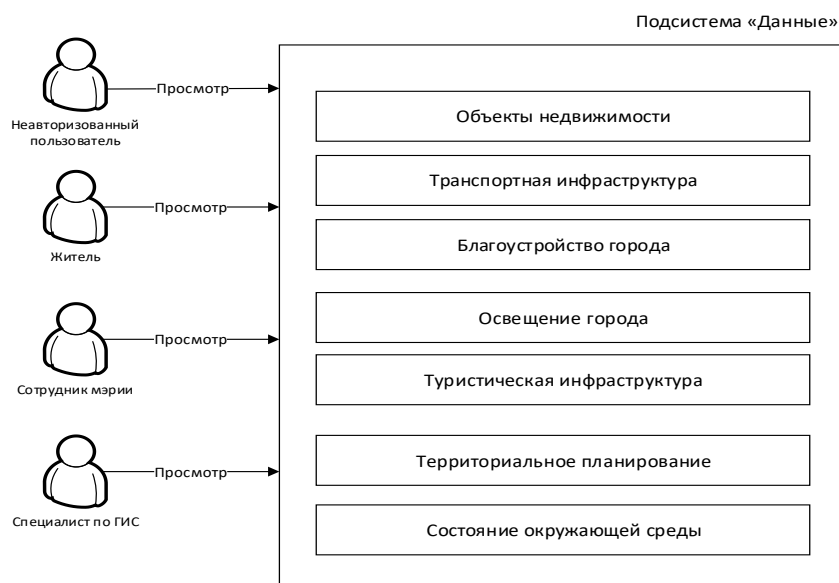 Подсистема «Данные»
Просмотр
Неавторизованный
пользователь
Просмотр
Житель
Просмотр
Сотрудник мэрии
Просмотр
Специалист по ГИС
Объекты недвижимости
Транспортная инфраструктура
Благоустройство города
Освещение города
Туристическая инфраструктура
Территориальное планирование
Состояние окружающей среды